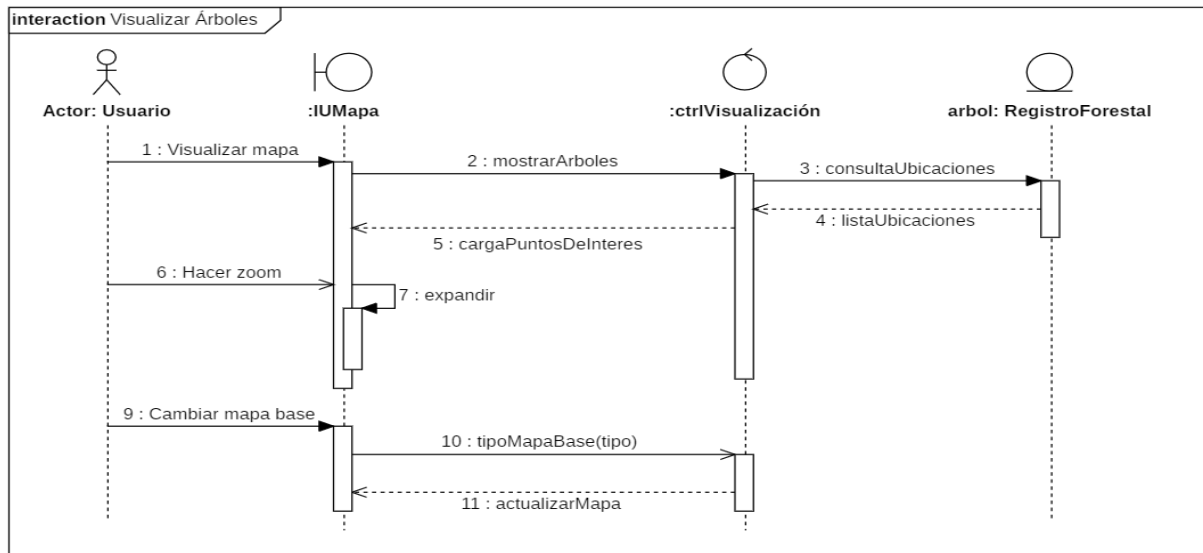 interaction Visualizar Árboles
Actor: Usuario
:IUMapa
:ctrlVisualización
arbol: RegistroForestal
1 : Visualizar mapa
2 : mostrarArboles
3 : consultaUbicaciones
4 : listaUbicaciones
5 : cargaPuntosDeInteres
6 : Hacer zoom
7 : expandir
9 : Cambiar mapa base
10 : tipoMapaBase(tipo)
11 : actualizarMapa